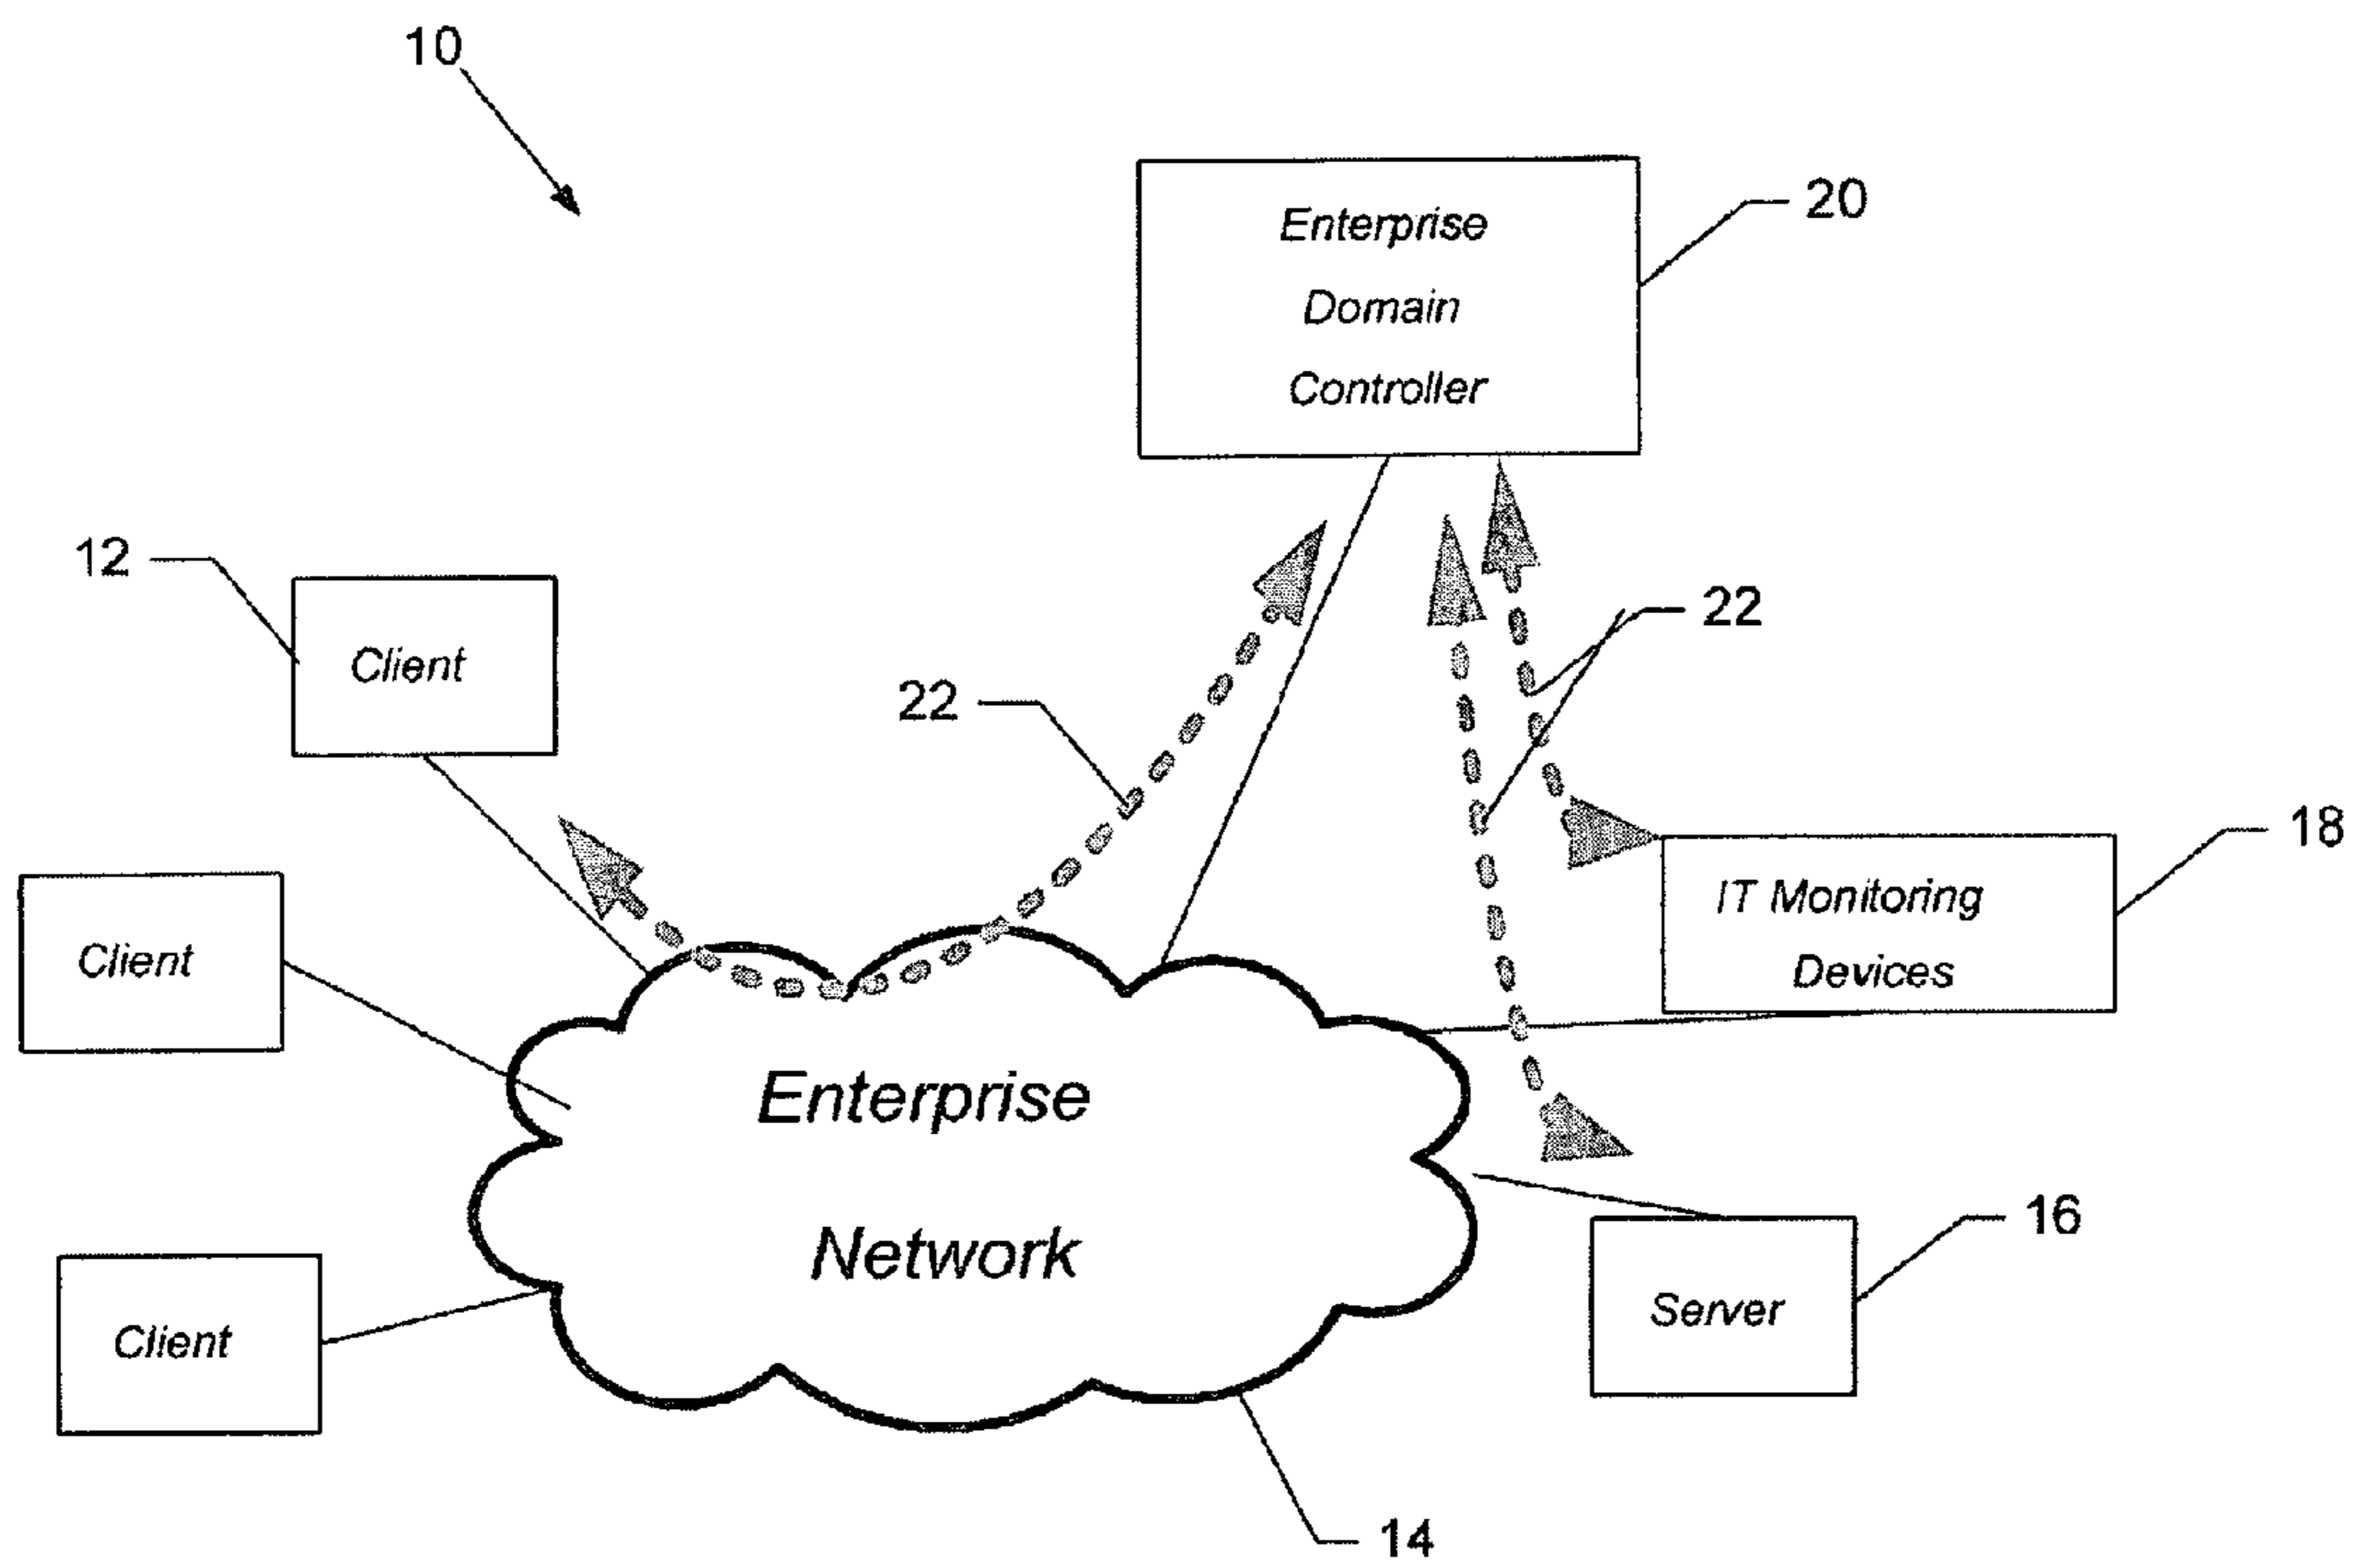 10
Enterprise
Domain
Controller
20
12
Client
22
22
Client
IT Monitoring
Devices
18
Enterprise
Network
Client
Server
16
14